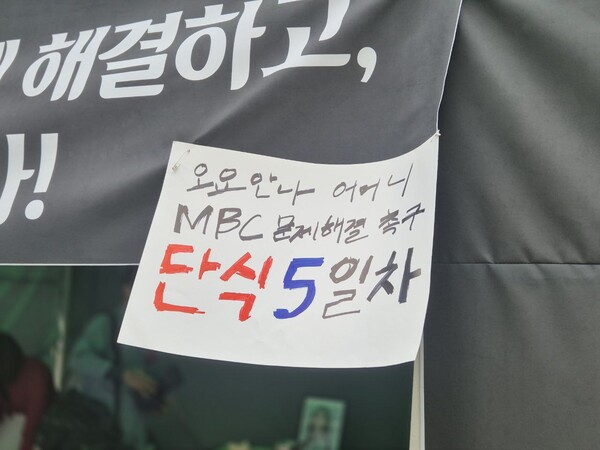 해결하고,
!
오요안나 어머니
MBC 문제해결 촉구
단식 5일차